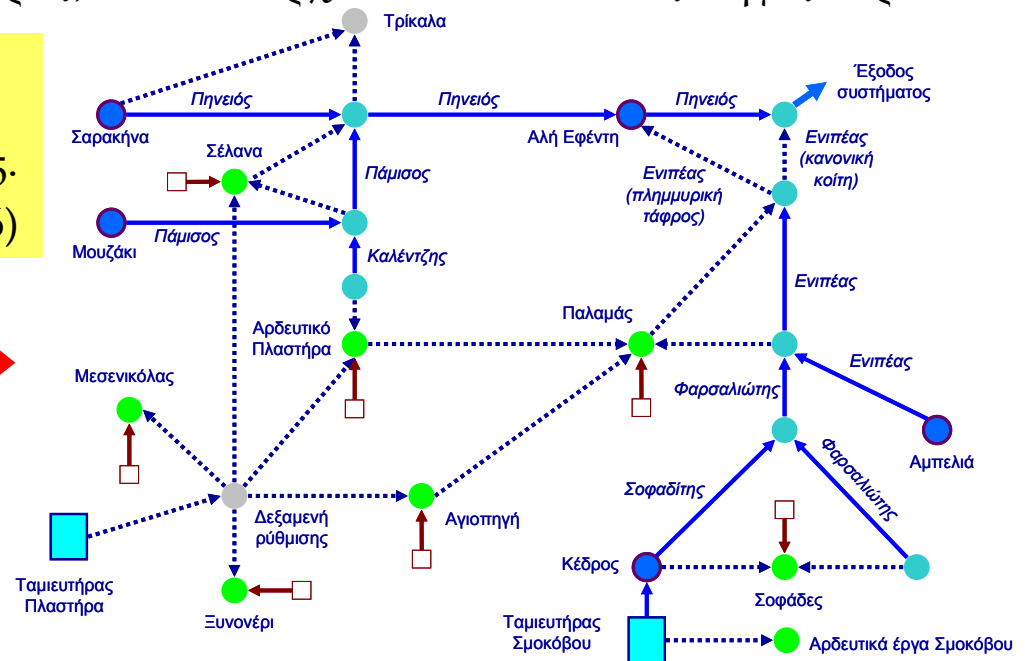 5·
6)
Τρίκαλα
Έξοδος
συστήματος
Πηνειός
Πηνειός
Πηνειός
Σαρακήνα
Αλή Εφέντη
Ενιπέας
(κανονική
κοίτη)
Σέλανα
Πάμισος
Ενιπέας
(πλημμυρική
τάφρος)
Πάμισος
Μουζάκι
Καλέντζης
Ενιπέας
Παλαμάς
Αρδευτικό
Πλαστήρα
Ενιπέας
Μεσενικόλας
Φαρσαλιώτης
Αμπελιά
Φαρσαλιώτης
Σοφαδίτης
Δεξαμενή
ρύθμισης
Αγιοπηγή
Κέδρος
Ταμιευτήρας
Πλαστήρα
Σοφάδες
Ξυνονέρι
Ταμιευτήρας
Σμοκόβου
Αρδευτικά έργα Σμοκόβου